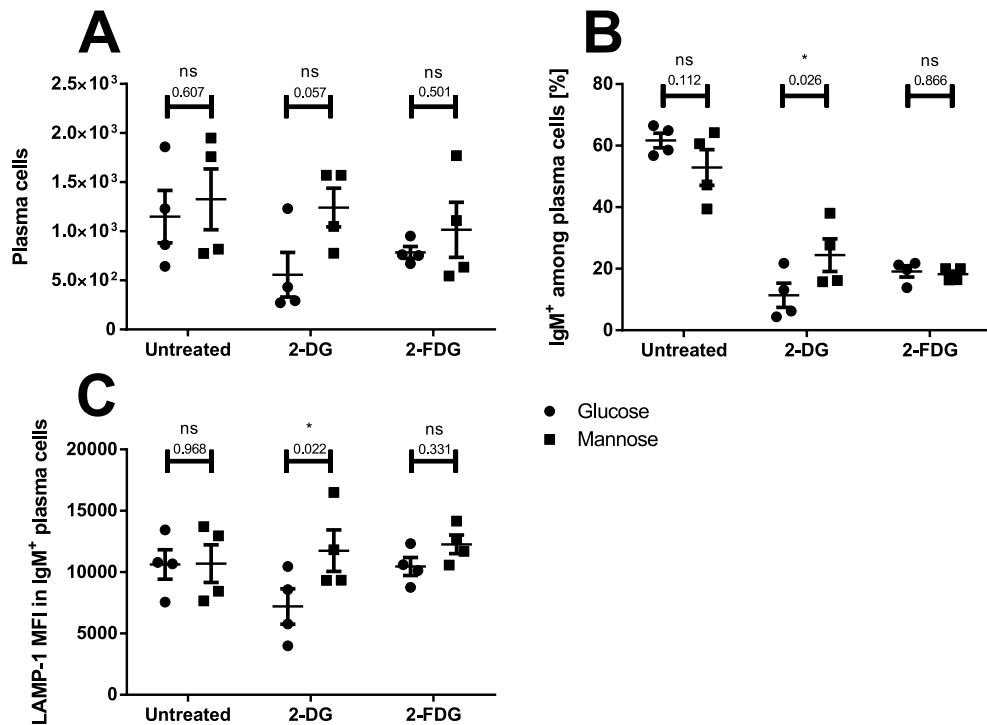 A
ns
ns
ns
0.607
0.057
0.501
2.5×10³
2.0×10³
1.5×10³
1.0×10³
5.0×10²
0
Plasma cells
Untreated
2-DG
2-FDG
B
ns
*
ns
0.112
0.026
0.866
80
60
40
20
0
IgM⁺ among plasma cells [%]
Untreated
2-DG
2-FDG
C
ns
*
ns
0.968
0.022
0.331
20000
15000
10000
5000
0
LAMP-1 MFI in IgM⁺ plasma cells
Untreated
2-DG
2-FDG
Glucose
Mannose